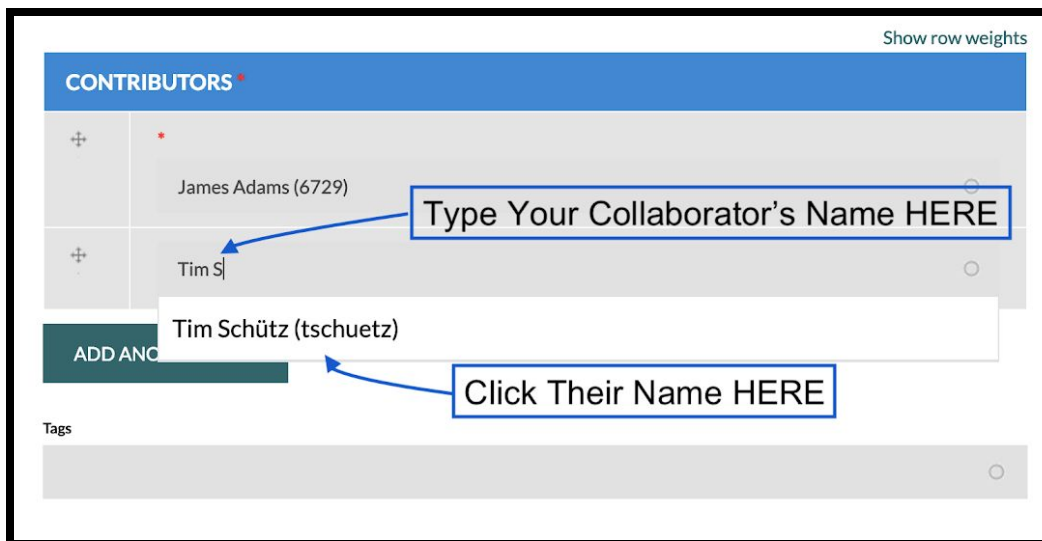 Show row weights
CONTRIBUTORS *
*
James Adams (6729)
Type Your Collaborator's Name HERE
Tim S
Tim Schütz (tschuetz)
ADD ANO
Click Their Name HERE
Tags